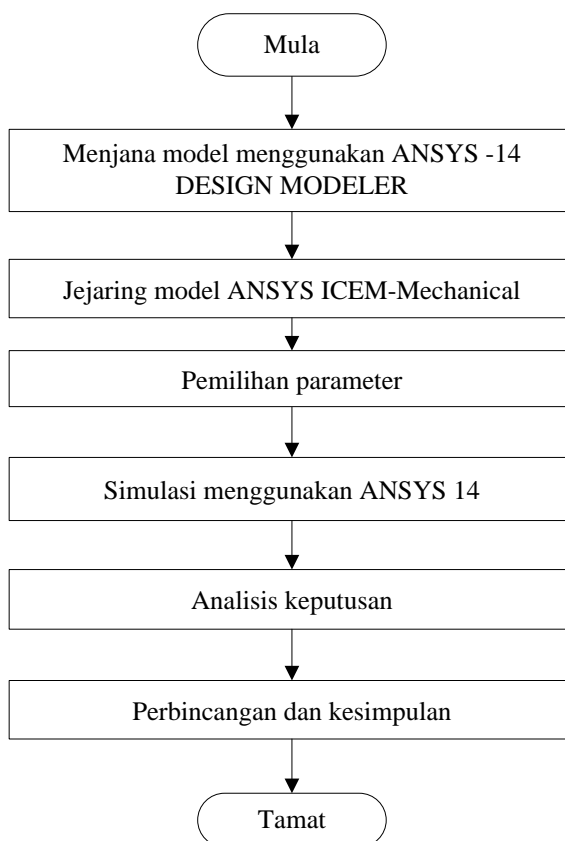 Mula
Menjana model menggunakan ANSYS -14
DESIGN MODELER
Jejaring model ANSYS ICEM-Mechanical
Pemilihan parameter
Simulasi menggunakan ANSYS 14
Analisis keputusan
Perbincangan dan kesimpulan
Tamat